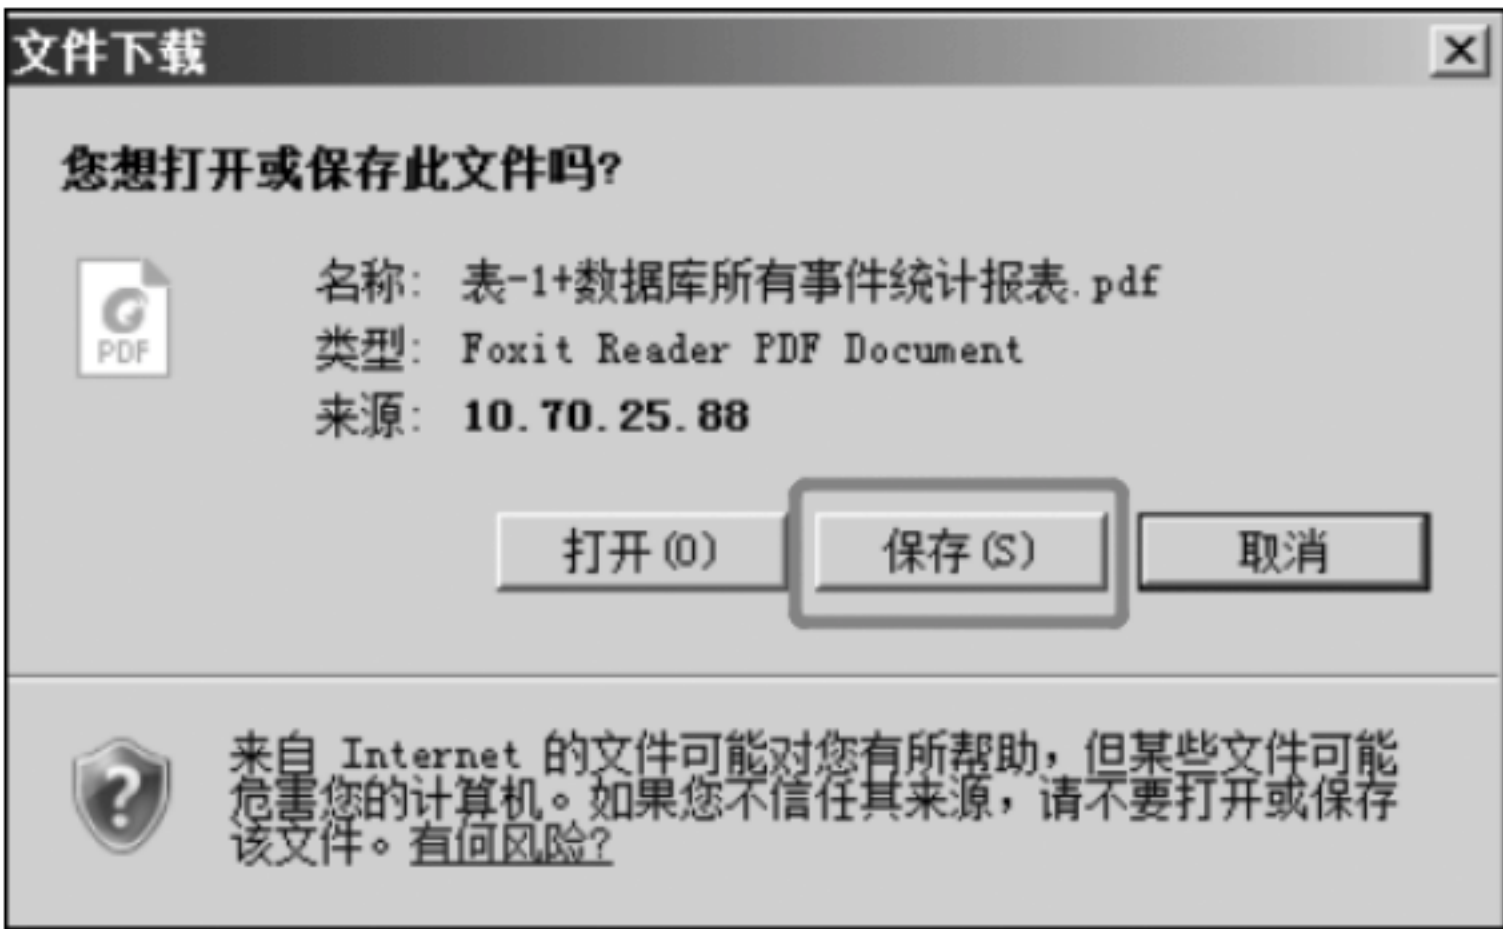 文件下载
您想打开或保存此文件吗?
名称: 表-1+数据库所有事件统计报表.pdf
PDF
类型: Foxit Reader PDF Document
来源: 10.70.25.88
打开(O) 保存(S) 取消
来自 Internet 的文件可能对您有所帮助，但某些文件可能
危害您的计算机。如果您不信任其来源，请不要打开或保存
该文件。有何风险?